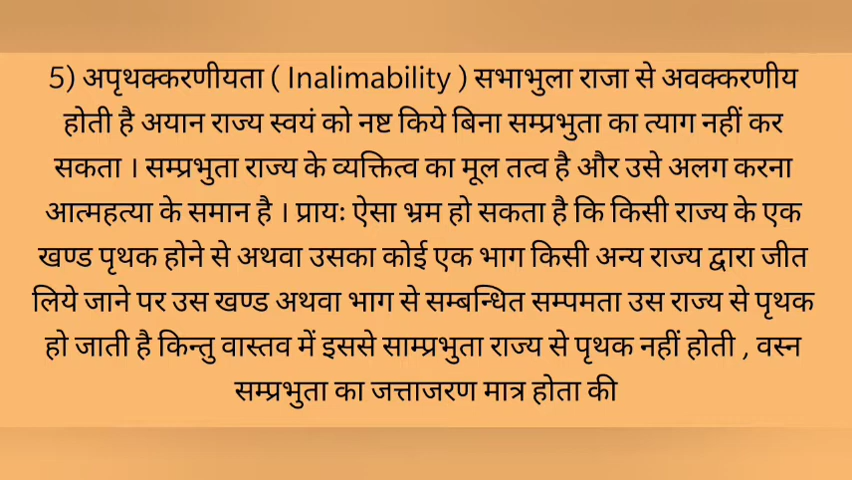 5) अपृथक्करणीयता ( Inalimability ) सभाभुला राजा से अवक्करणीय
होती है अयान राज्य स्वयं को नष्ट किये बिना सम्प्रभुता का त्याग नहीं कर
सकता । सम्प्रभुता राज्य के व्यक्तित्व का मूल तत्व है और उसे अलग करना
आत्महत्या के समान है । प्रायः ऐसा भ्रम हो सकता है कि किसी राज्य के एक
खण्ड पृथक होने से अथवा उसका कोई एक भाग किसी अन्य राज्य द्वारा जीत
लिये जाने पर उस खण्ड अथवा भाग से सम्बन्धित सम्पमता उस राज्य से पृथक
हो जाती है किन्तु वास्तव में इससे साम्प्रभुता राज्य से पृथक नहीं होती , वस्न
सम्प्रभुता का जत्ताजरण मात्र होता की